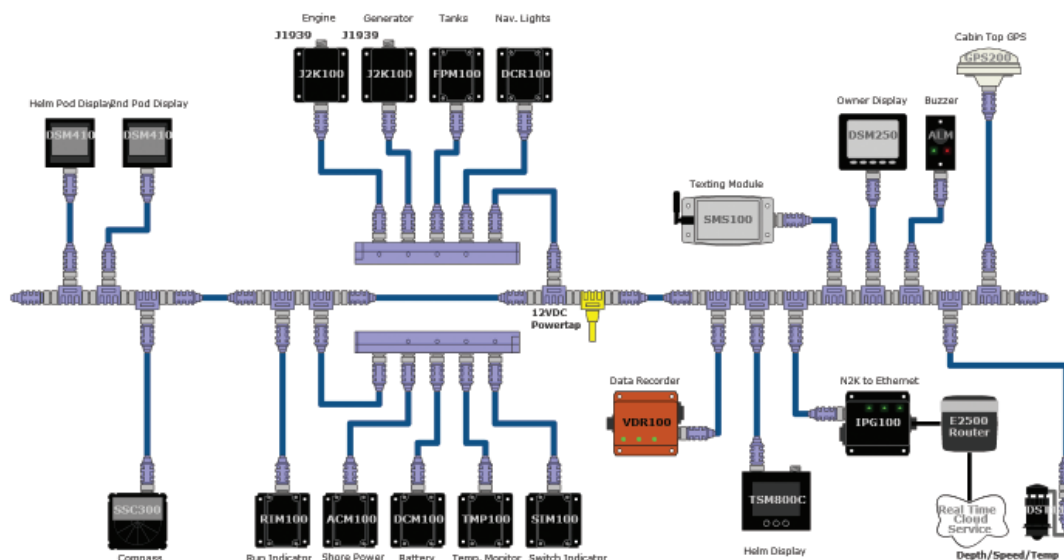 Engine Generator Tanks Nav. Lights
J1939 J1939
J2K100 J2K100 FPM100 DCR100
Cabin Top GPS
GPS200
Helm Pod Display 2nd Pod Display
DSM410 DSM410
Owner Display Buzzer
DSM250 ALM
Texting Module
SMS100
12VDC
Powertap
Data Recorder
VDR100
N2K to Ethernet
IPG100
E2500
Router
TSM800C
Helm Display
Real Time
Cloud
Service
Depth/Speed/Temp
SSC300
Compass
RIM100 ACM100 DCM100 TMP100 SIM100
Run Indicator Shore Power Battery Temp. Monitor Switch Indicator